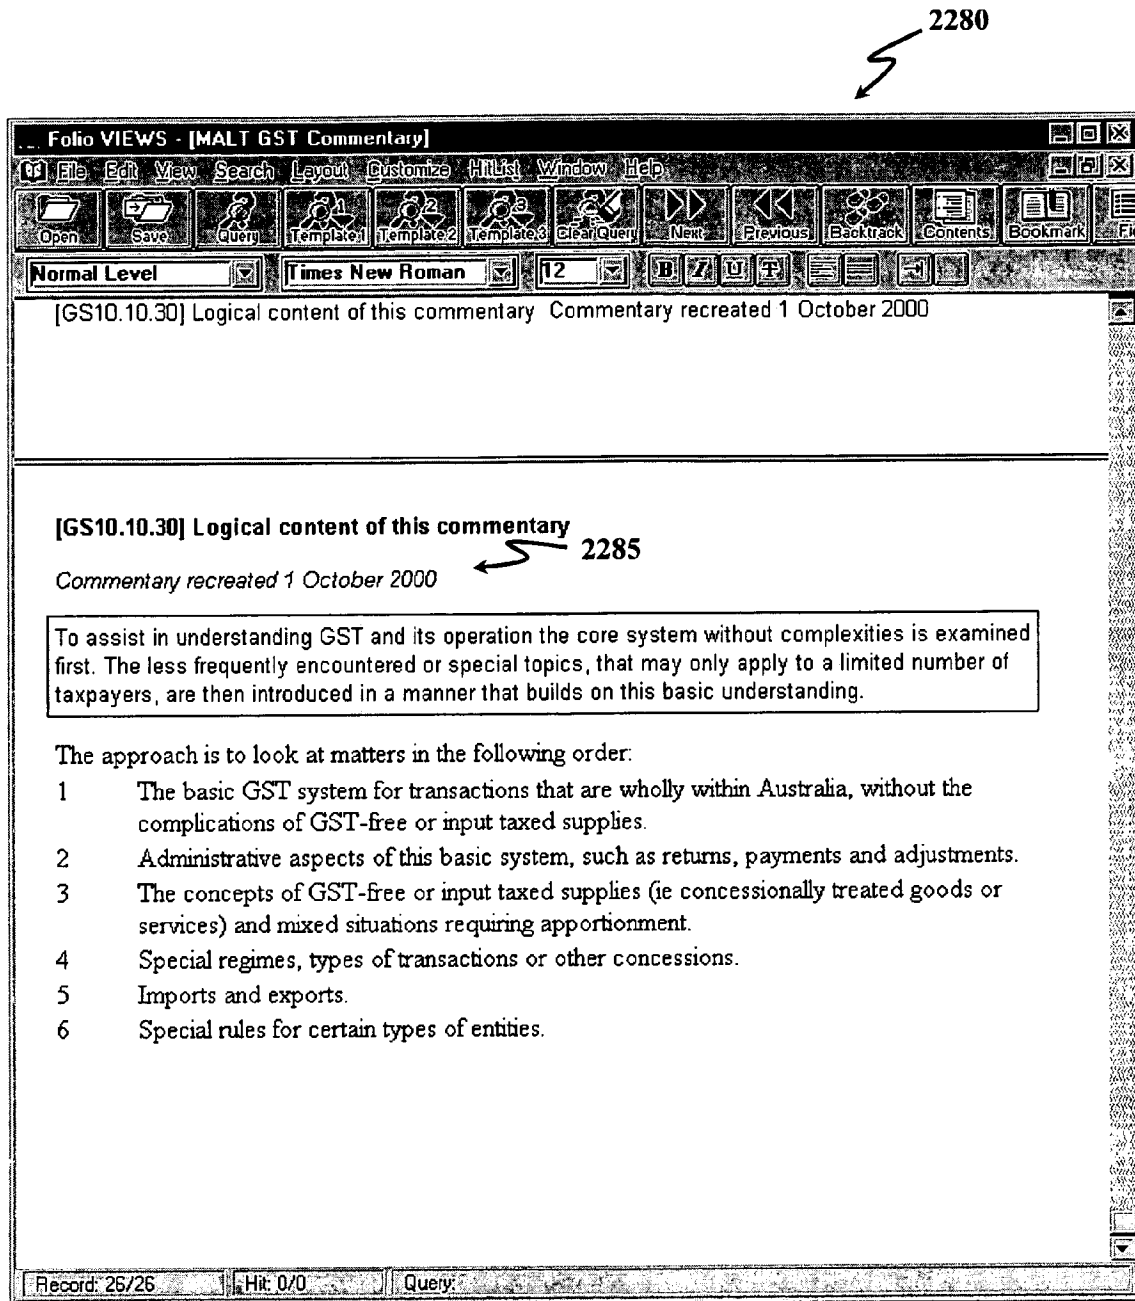 2280
Folio VIEWS - [MALT GST Commentary]
File Edit View Search Layout Customize HitList Window Help
Open Save Query Template 1 Template 2 Template 3 Clear Query Next Previous Backtrack Contents Bookmark
Normal Level Times New Roman 12 B I U T
[GS10.10.30] Logical content of this commentary Commentary recreated 1 October 2000
[GS10.10.30] Logical content of this commentary
2285
Commentary recreated 1 October 2000
To assist in understanding GST and its operation the core system without complexities is examined
first. The less frequently encountered or special topics, that may only apply to a limited number of
taxpayers, are then introduced in a manner that builds on this basic understanding.
The approach is to look at matters in the following order:
1 The basic GST system for transactions that are wholly within Australia, without the
complications of GST-free or input taxed supplies.
2 Administrative aspects of this basic system, such as returns, payments and adjustments.
3 The concepts of GST-free or input taxed supplies (ie concessionally treated goods or
services) and mixed situations requiring apportionment.
4 Special regimes, types of transactions or other concessions.
5 Imports and exports.
6 Special rules for certain types of entities.
Record: 26/26 Hit: 0/0 Query: